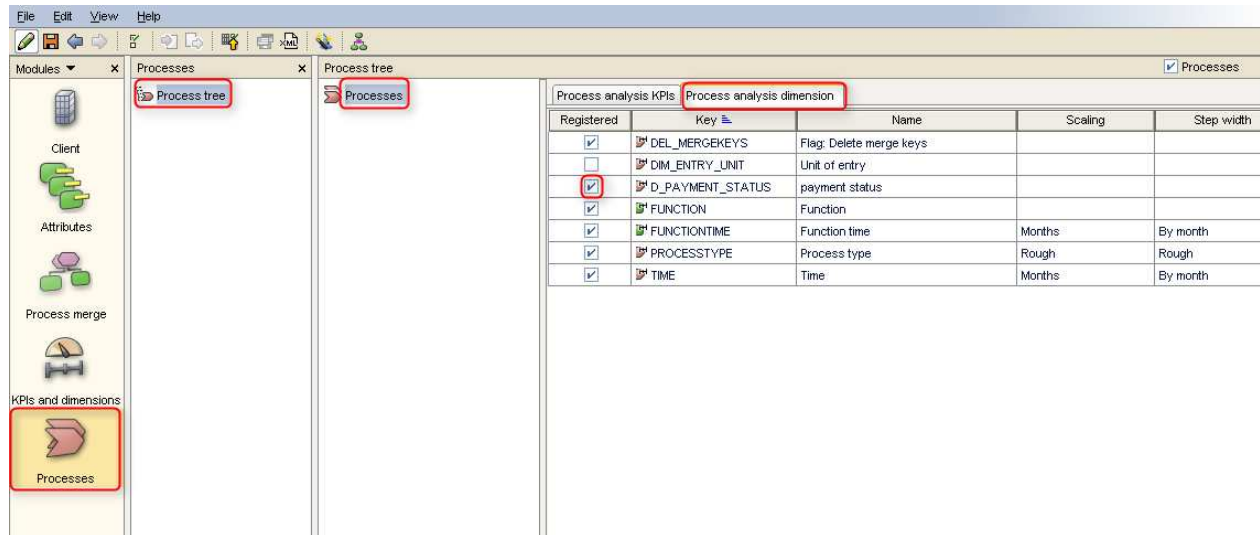 File Edit View Help
XML
Modules Processes Process tree Processes
Client
Attributes
Process merge
KPIs and dimensions
Processes
Process tree
Processes
Process analysis KPIs Process analysis dimension
Registered Key Name Scaling Step width
DEL_MERGEKEYS Flag: Delete merge keys
DIM_ENTRY_UNIT Unit of entry
D_PAYMENT_STATUS payment status
FUNCTION Function
FUNCTIONTIME Function time Months By month
PROCESSTYPE Process type Rough Rough
TIME Time Months By month